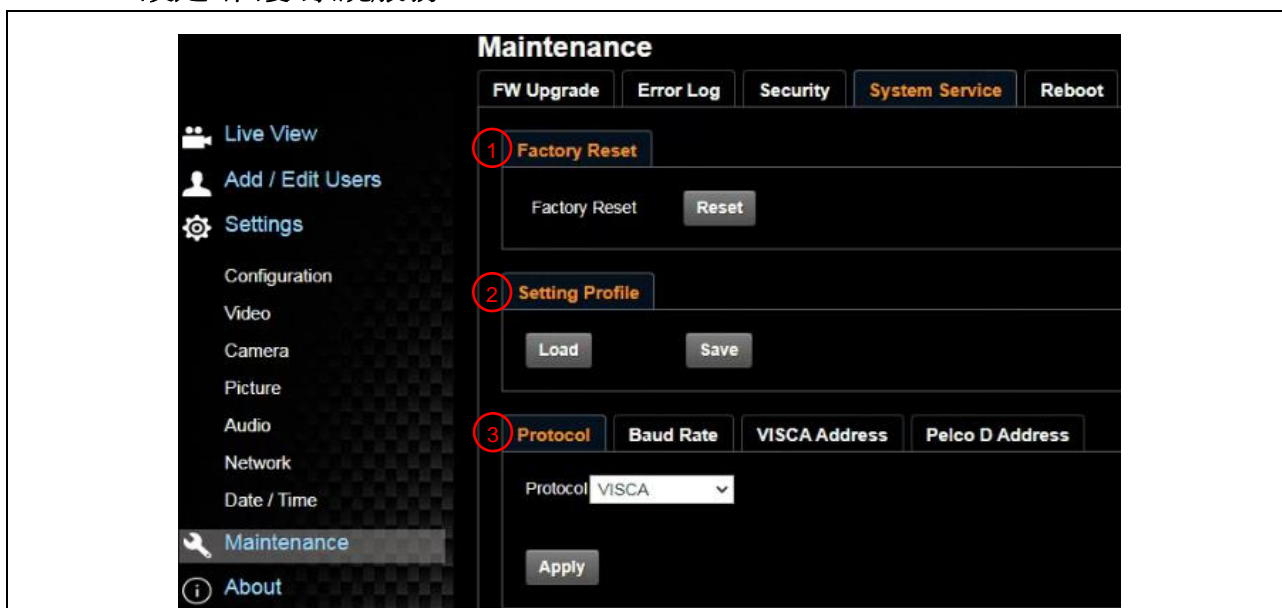 Maintenance
FW Upgrade Error Log Security System Service Reboot
Live View
Add / Edit Users
Settings
Configuration
Video
Camera
Picture
Audio
Network
Date / Time
Maintenance
About
1 Factory Reset
Factory Reset Reset
2 Setting Profile
Load Save
3 Protocol Baud Rate VISCA Address Pelco D Address
Protocol VISCA
Apply